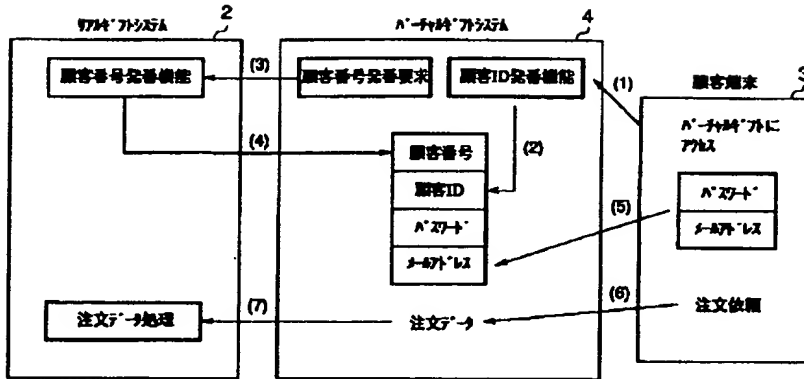 リアルギフトシステム
2
バーチャルギフトシステム
4
顧客番号発番機能
(3)
顧客番号発番要求
顧客ID発番機能
(1)
顧客端末
3
(4)
(2)
顧客番号
顧客ID
パスワード
メールアドレス
バーチャルギフトに
アクセス
パスワード
メールアドレス
(5)
注文データ処理
(7)
注文データ
(6)
注文依頼